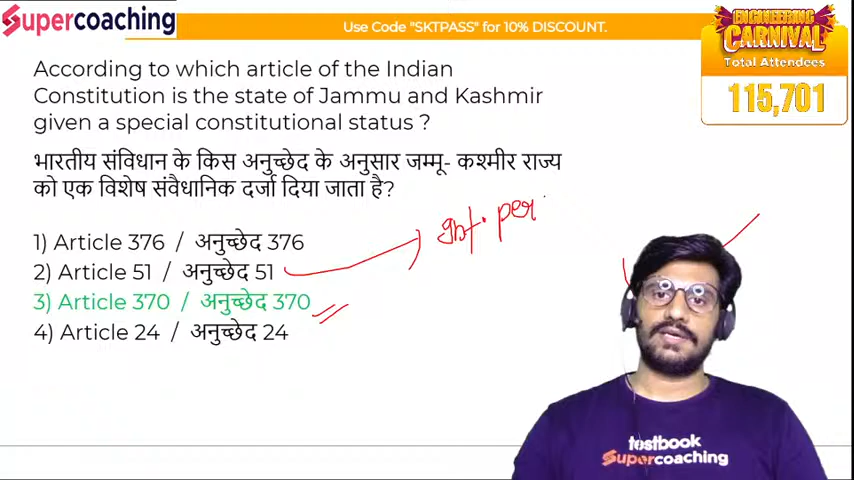 Supercoaching
Use Code "SKTPASS" for 10% DISCOUNT.
ENGINEERING
CARNIVAL
Total Attendees
115,701
According to which article of the Indian
Constitution is the state of Jammu and Kashmir
given a special constitutional status ?
भारतीय संविधान के किस अनुच्छेद के अनुसार जम्मू- कश्मीर राज्य
को एक विशेष संवैधानिक दर्जा दिया जाता है?
1) Article 376 / अनुच्छेद 376
2) Article 51 / अनुच्छेद 51
3) Article 370 / अनुच्छेद 370
4) Article 24 / अनुच्छेद 24
per
testbook
Supercoaching